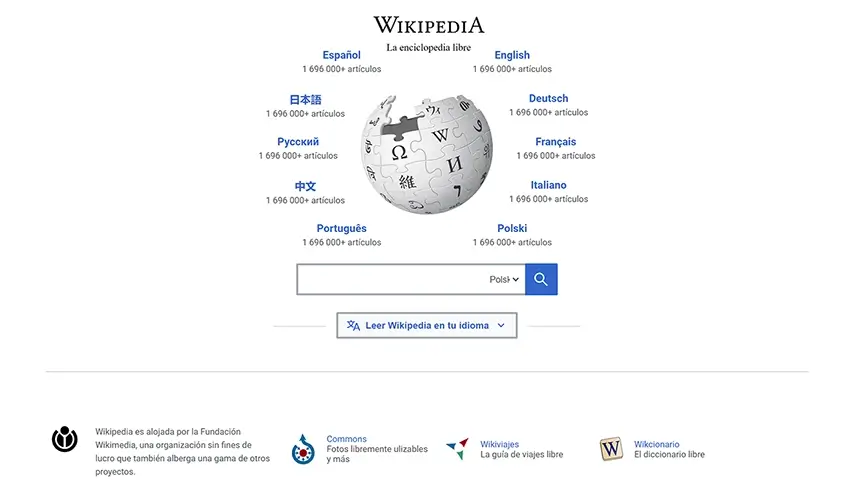 WIKIPEDIA
La enciclopedia libre
Español
1 696 000+ artículos
English
1 696 000+ artículos
日本語
1 696 000+ artículos
Deutsch
1 696 000+ artículos
Русский
1 696 000+ artículos
Français
1 696 000+ artículos
中文
1 696 000+ artículos
Italiano
1 696 000+ artículos
Português
1 696 000+ artículos
Polski
1 696 000+ artículos
Ω
W
И
維
ウィ
Polsk
Leer Wikipedia en tu idioma
Wikipedia es alojada por la Fundación
Wikimedia, una organización sin fines de
lucro que también alberga una gama de otros
proyectos.
Commons
Fotos libremente ulizables
y más
Wikiviajes
La guía de viajes libre
W
Wikcionario
El diccionario libre